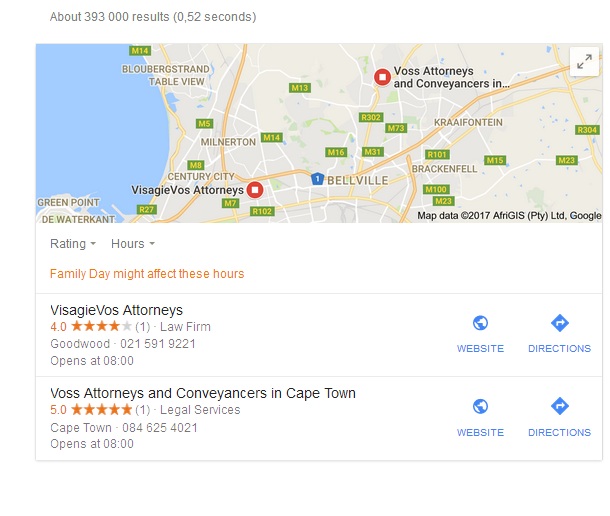 About 393 000 results (0,52 seconds)
M14
BLOUBERGSTRAND
TABLE VIEW
Voss Attorneys
and Conveyancers in...
M13
R302
M73
KRAAIFONTEIN
M5
MILNERTON
M14
R304
M16
M31
R101
M15
M23
M8
CENTURY CITY
BRACKENFELL
VisagieVos Attorneys
1
BELLVILLE
M100
GREEN POINT
M7
M23
DE WATERKANT
R27
R102
Map data ©2017 AfriGIS (Pty) Ltd, Google
Rating Hours
Family Day might affect these hours
VisagieVos Attorneys
4.0 ★★★★★ (1) · Law Firm
Goodwood · 021 591 9221
Opens at 08:00
WEBSITE DIRECTIONS
Voss Attorneys and Conveyancers in Cape Town
5.0 ★★★★★ (1) · Legal Services
Cape Town · 084 625 4021
Opens at 08:00
WEBSITE DIRECTIONS